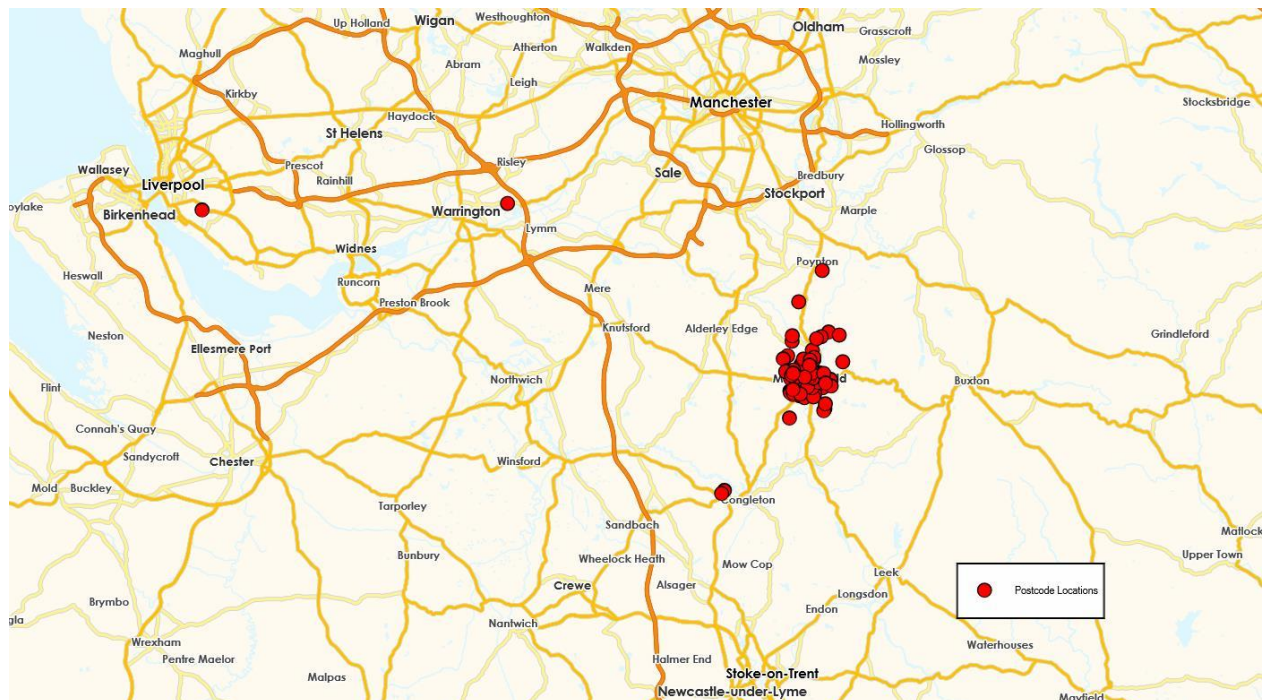 Up Holland
Wigan
Westhoughton
Oldham
Grasscroft
Maghull
Atherton
Walkden
Mossley
Abram
Leigh
Kirkby
Manchester
Stocksbridge
Haydock
St Helens
Hollingworth
Glossop
Wallasey
Prescot
Risley
Rainhill
Sale
Bredbury
Liverpool
Stockport
oylake
Birkenhead
Warrington
Marple
Lymm
Widnes
Poynton
Heswall
Runcorn
Mere
Preston Brook
Neston
Knutsford
Alderley Edge
Grindleford
Ellesmere Port
Flint
Northwich
Buxton
Connah's Quay
Sandycroft
Chester
Winsford
Mold
Buckley
Tarporley
Congleton
Sandbach
Matlock
Bunbury
Wheelock Heath
Mow Cop
Upper Town
Crewe
Alsager
Leek
Longsdon
Postcode Locations
Brymbo
Endon
gla
Nantwich
Wrexham
Waterhouses
Pentre Maelor
Halmer End
Malpas
Stoke-on-Trent
Newcastle-under-Lyme
Mayfield